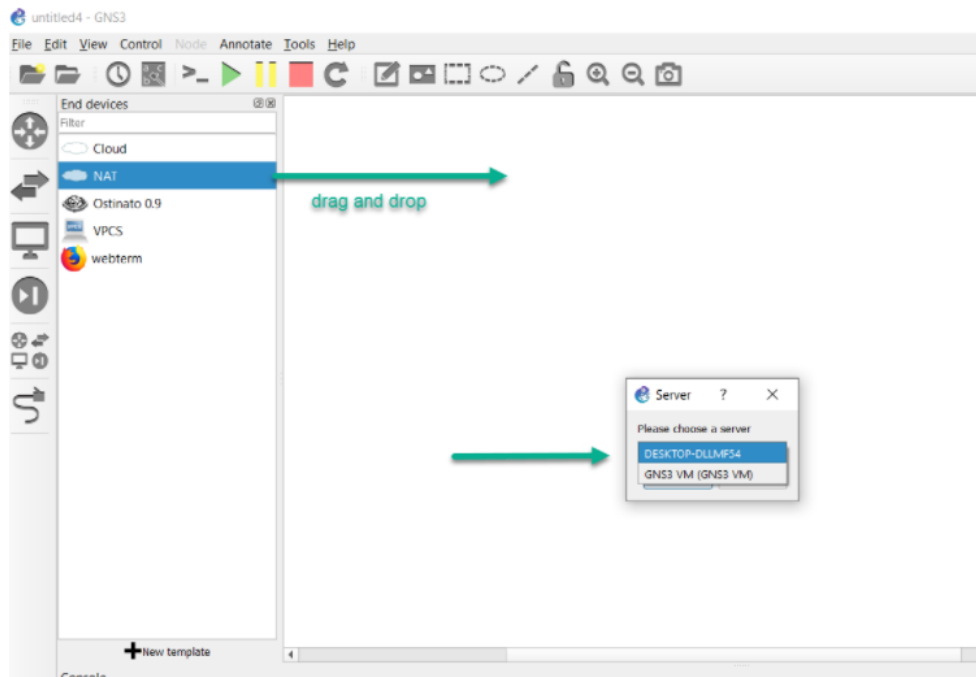 untitled4 - GNS3
File Edit View Control Node Annotate Tools Help
End devices
Filter
Cloud
NAT
drag and drop
Ostinato 0.9
VPCS
webterm
Server ?
Please choose a server
DESKTOP-DLLMF54
GNS3 VM (GNS3 VM)
New template
Console